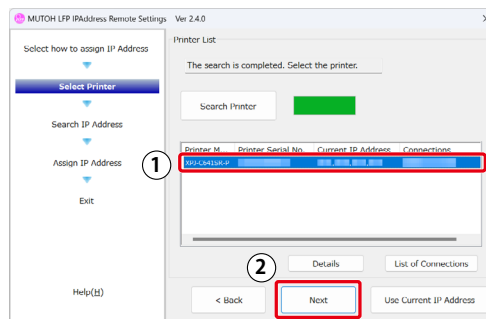 MUTOH LFP IPAddress Remote Settings Ver 2.4.0
Select how to assign IP Address
Select Printer
Search IP Address
Assign IP Address
Exit
Help(H)
Printer List
The search is completed. Select the printer.
Search Printer
Printer M... Printer Serial No. Current IP Address Connections
1
XPJ-C641SR-P
2
Details List of Connections
< Back Next Use Current IP Address